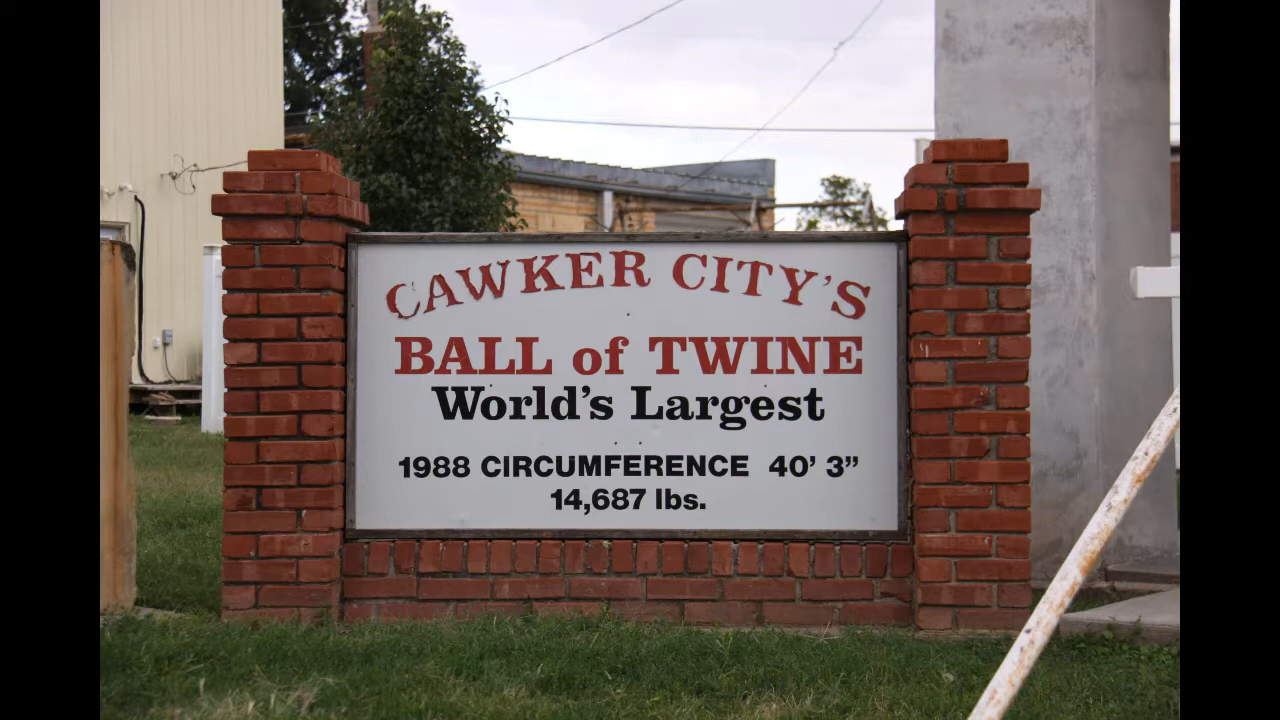 CAWKER CITY'S
BALL of TWINE
World's Largest
1988 CIRCUMFERENCE 40' 3"
14,687 lbs.